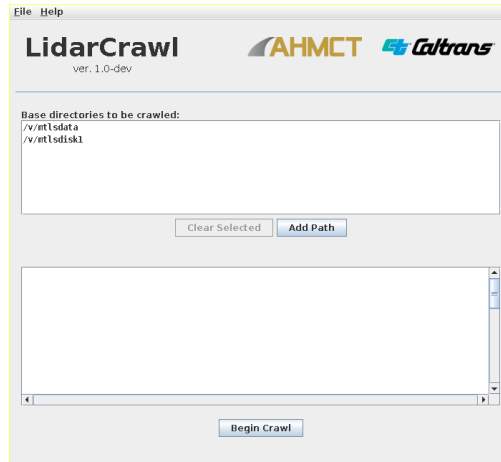 File Help
LidarCrawl
ver. 1.0-dev
AHMCT
Caltrans
Base directories to be crawled:
/v/mtlsdata
/v/mtlsdisk1
Clear Selected Add Path
Begin Crawl